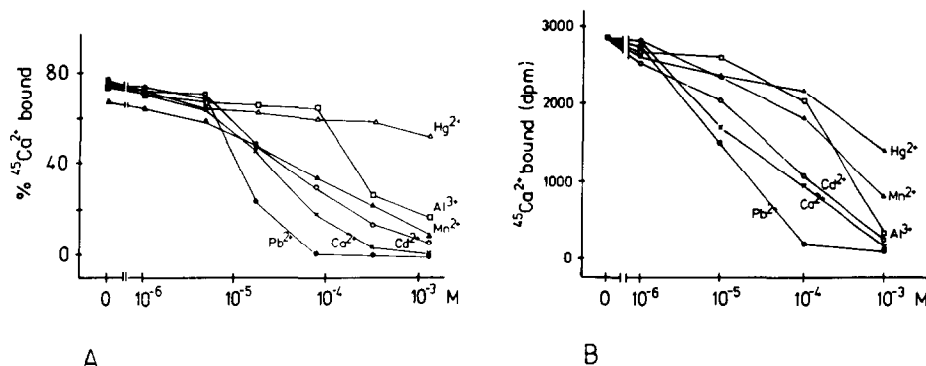 % ⁴⁵Ca²⁺ bound
80
40
0
Hg²⁺
Al³⁺
Mn²⁺
Pb²⁺
Ca²⁺
Cd²⁺
0
10⁻⁶
10⁻⁵
10⁻⁴
10⁻³
M
A
⁴⁵Ca²⁺ bound (dpm)
3000
2000
1000
0
Hg²⁺
Mn²⁺
Cd²⁺
Ca²⁺
Al³⁺
Pb²⁺
0
10⁻⁶
10⁻⁵
10⁻⁴
10⁻³
M
B